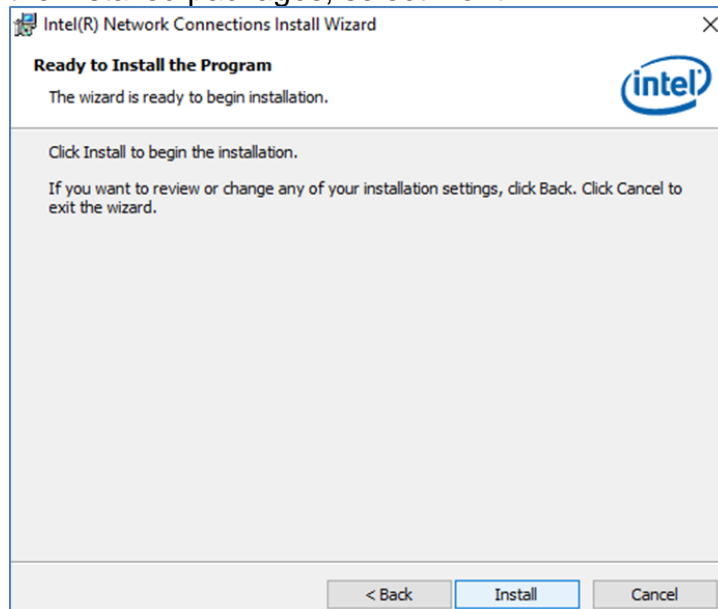 Intel(R) Network Connections Install Wizard
Ready to Install the Program
The wizard is ready to begin installation.
intel
Click Install to begin the installation.
If you want to review or change any of your installation settings, click Back. Click Cancel to
exit the wizard.
< Back
Install
Cancel